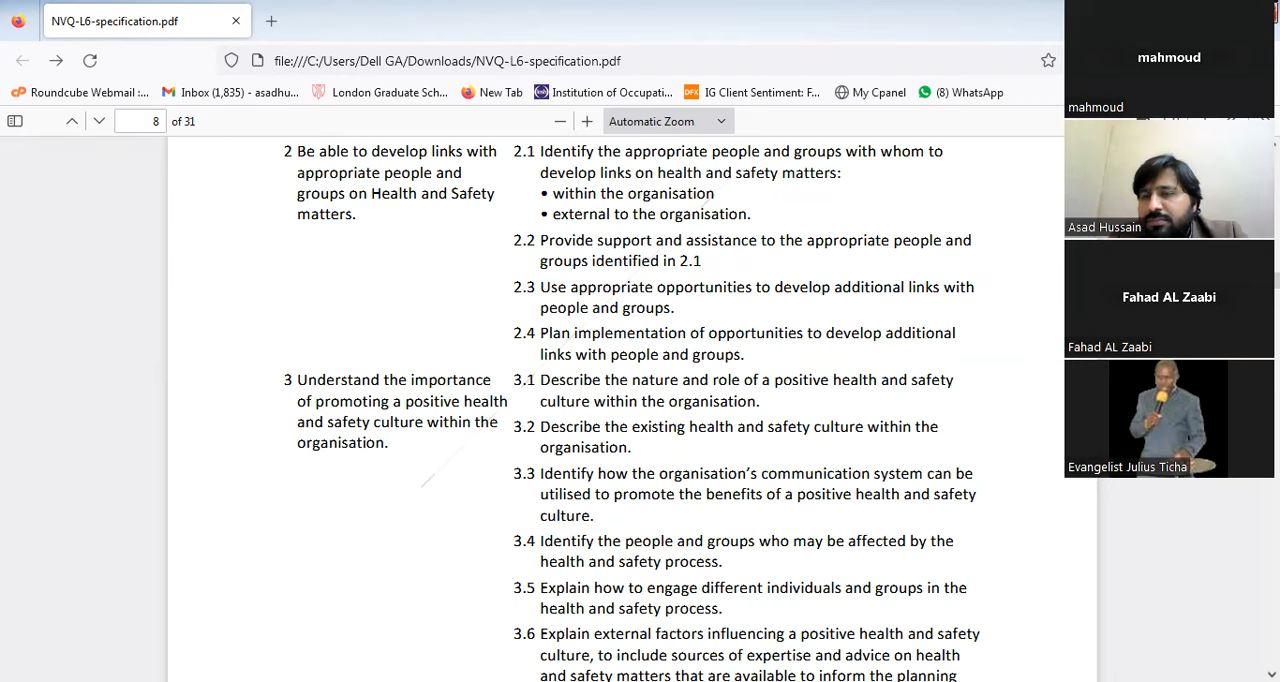 NVQ-L6-specification.pdf
file:///C:/Users/Dell GA/Downloads/NVQ-L6-specification.pdf
Roundcube Webmail :...
Inbox (1,835) - asadhu...
London Graduate Sch...
New Tab
Institution of Occupati...
IG Client Sentiment: F...
My Cpanel
(8) WhatsApp
8 of 31
Automatic Zoom
2 Be able to develop links with
appropriate people and
groups on Health and Safety
matters.
2.1 Identify the appropriate people and groups with whom to
develop links on health and safety matters:
• within the organisation
• external to the organisation.
2.2 Provide support and assistance to the appropriate people and
groups identified in 2.1
2.3 Use appropriate opportunities to develop additional links with
people and groups.
2.4 Plan implementation of opportunities to develop additional
links with people and groups.
3 Understand the importance
of promoting a positive health
and safety culture within the
organisation.
3.1 Describe the nature and role of a positive health and safety
culture within the organisation.
3.2 Describe the existing health and safety culture within the
organisation.
3.3 Identify how the organisation's communication system can be
utilised to promote the benefits of a positive health and safety
culture.
3.4 Identify the people and groups who may be affected by the
health and safety process.
3.5 Explain how to engage different individuals and groups in the
health and safety process.
3.6 Explain external factors influencing a positive health and safety
culture, to include sources of expertise and advice on health
and safety matters that are available to inform the planning
mahmoud
mahmoud
Asad Hussain
Fahad AL Zaabi
Fahad AL Zaabi
Evangelist Julius Ticha